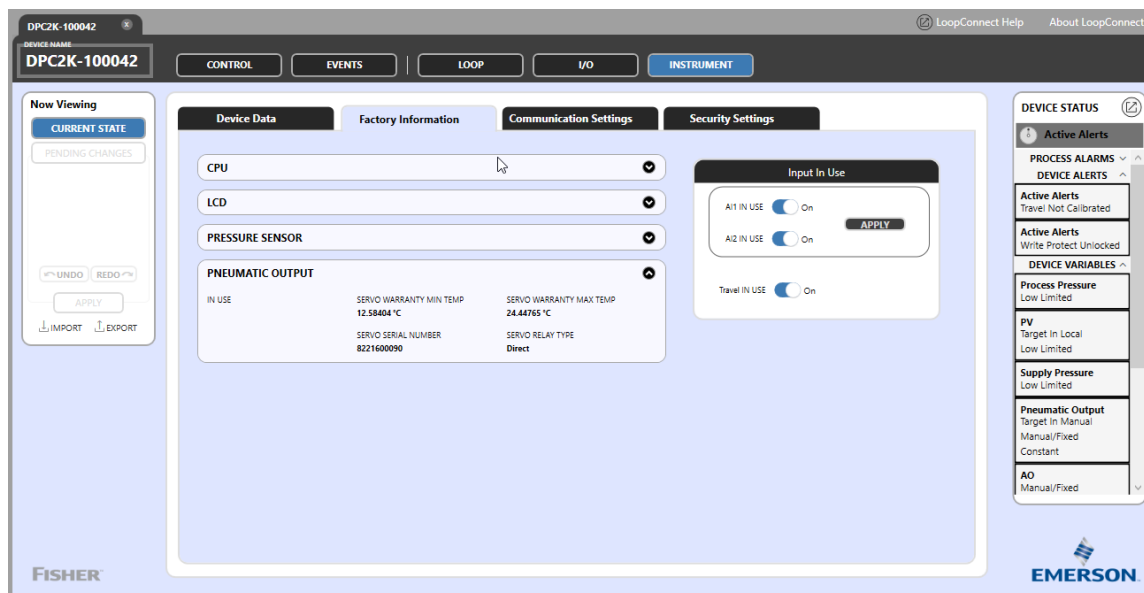 DPC2K-100042
LoopConnect Help About LoopConnect
DEVICE NAME
DPC2K-100042
CONTROL EVENTS LOOP I/O INSTRUMENT
Now Viewing
CURRENT STATE
PENDING CHANGES
UNDO REDO
APPLY
IMPORT EXPORT
Device Data Factory Information Communication Settings Security Settings
CPU
LCD
PRESSURE SENSOR
PNEUMATIC OUTPUT
IN USE SERVO WARRANTY MIN TEMP SERVO WARRANTY MAX TEMP
12.58404 °C 24.44765 °C
SERVO SERIAL NUMBER SERVO RELAY TYPE
8221600090 Direct
Input In Use
AI1 IN USE On
APPLY
AI2 IN USE On
Travel IN USE On
DEVICE STATUS
Active Alerts
PROCESS ALARMS
DEVICE ALERTS
Active Alerts
Travel Not Calibrated
Active Alerts
Write Protect Unlocked
DEVICE VARIABLES
Process Pressure
Low Limited
PV
Target In Local
Low Limited
Supply Pressure
Low Limited
Pneumatic Output
Target In Manual
Manual/Fixed
Constant
AO
Manual/Fixed
FISHER
EMERSON